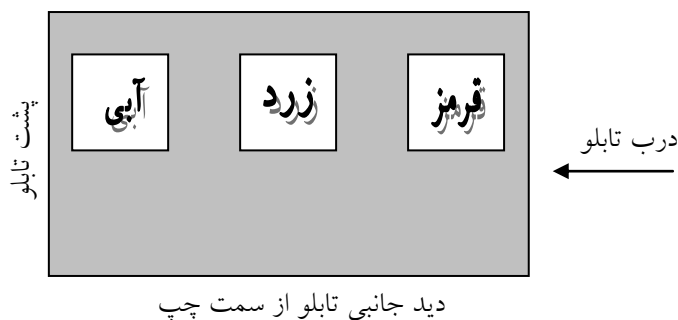 قرمز
زرد
آبی
درب تابلو
پشت تابلو
دید جانبی تابلو از سمت چپ